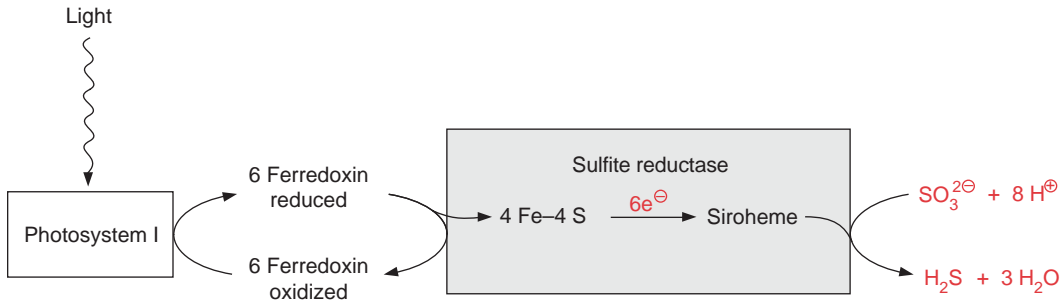 Light
Photosystem I
6 Ferredoxin
reduced
6 Ferredoxin
oxidized
Sulfite reductase
4 Fe–4 S
6e⊖
Siroheme
SO₃²⊖ + 8 H⊕
H₂S + 3 H₂O